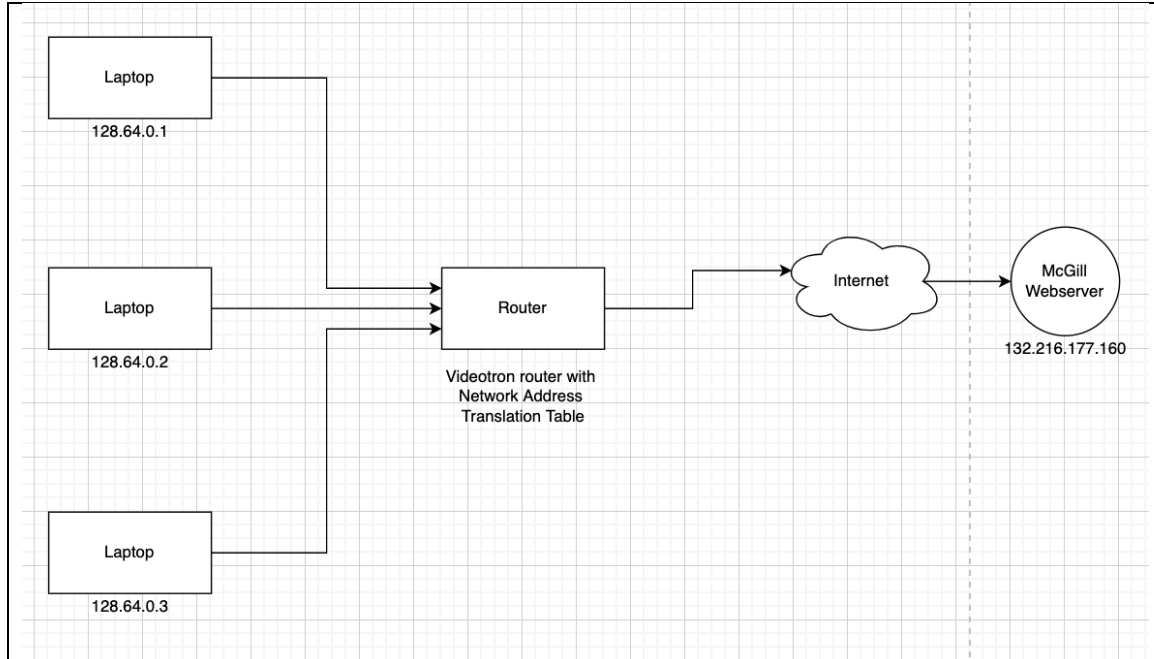 Laptop
128.64.0.1
Laptop
128.64.0.2
Router
Videotron router with
Network Address
Translation Table
Internet
McGill
Webserver
132.216.177.160
Laptop
128.64.0.3